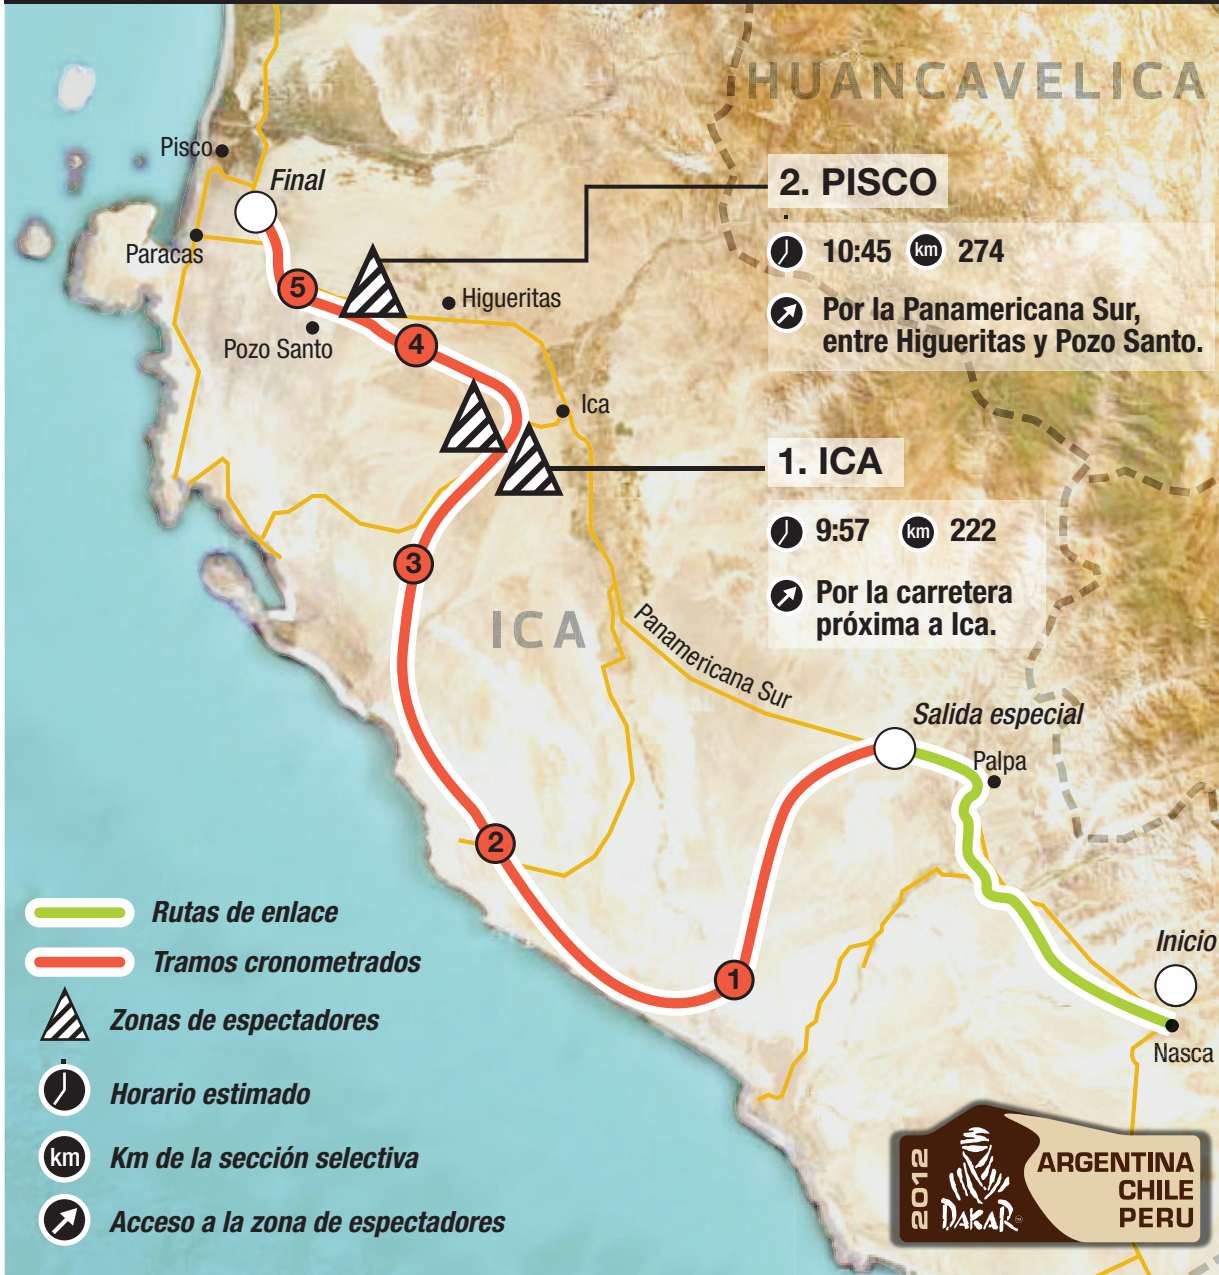 HUANCAVELICA
Pisco
Final
2. PISCO
10:45 km 274
Por la Panamericana Sur,
entre Higueritas y Pozo Santo.
Paracas
5
Higueritas
Pozo Santo
4
Ica
1. ICA
9:57 km 222
Por la carretera
próxima a Ica.
3
ICA
Panamericana Sur
Salida especial
Palpa
2
1
Inicio
Nasca
Rutas de enlace
Tramos cronometrados
Zonas de espectadores
Horario estimado
km Km de la sección selectiva
Acceso a la zona de espectadores
2012
DAKAR
ARGENTINA
CHILE
PERU